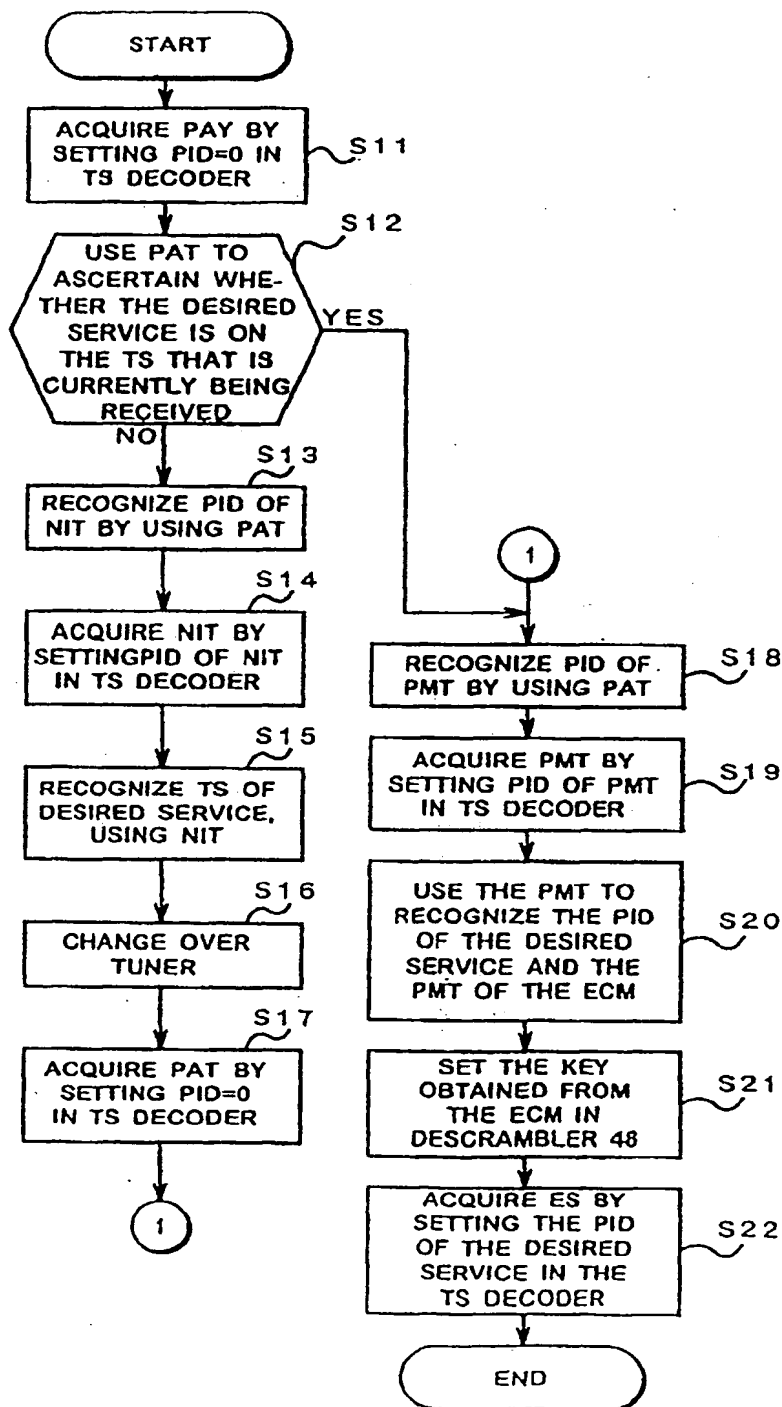 START
ACQUIRE PAY BY
SETTING PID=0 IN
TS DECODER
S11
S12
USE PAT TO
ASCERTAIN WHE-
THER THE DESIRED
SERVICE IS ON
THE TS THAT IS
CURRENTLY BEING
RECEIVED
YES
NO
S13
RECOGNIZE PID OF
NIT BY USING PAT
S14
ACQUIRE NIT BY
SETTINGPID OF NIT
IN TS DECODER
S15
RECOGNIZE TS OF
DESIRED SERVICE,
USING NIT
S16
CHANGE OVER
TUNER
S17
ACQUIRE PAT BY
SETTING PID=0
IN TS DECODER
1
1
RECOGNIZE PID OF
PMT BY USING PAT
S18
ACQUIRE PMT BY
SETTING PID OF PMT
IN TS DECODER
S19
USE THE PMT TO
RECOGNIZE THE PID
OF THE DESIRED
SERVICE AND THE
PMT OF THE ECM
S20
SET THE KEY
OBTAINED FROM
THE ECM IN
DESCRAMBLER 48
S21
ACQUIRE ES BY
SETTING THE PID
OF THE DESIRED
SERVICE IN THE
TS DECODER
S22
END